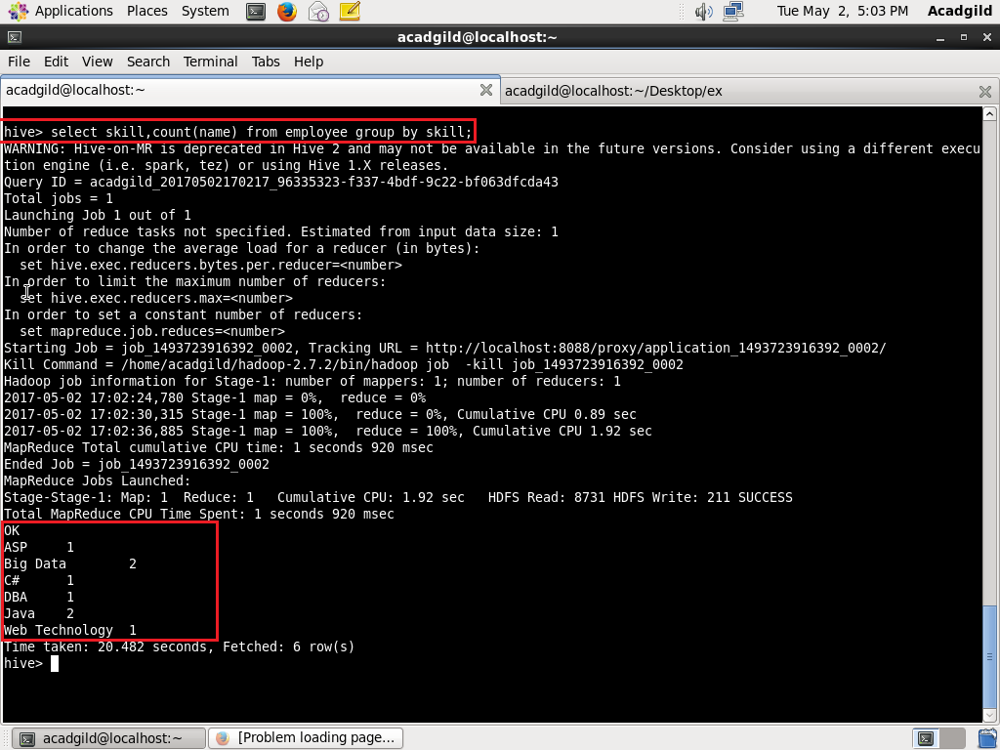 Applications Places System Tue May 2, 5:03 PM Acadgild
acadgild@localhost:~
File Edit View Search Terminal Tabs Help
acadgild@localhost:~ acadgild@localhost:~/Desktop/ex
hive> select skill,count(name) from employee group by skill;
WARNING: Hive-on-MR is deprecated in Hive 2 and may not be available in the future versions. Consider using a different execu
tion engine (i.e. spark, tez) or using Hive 1.X releases.
Query ID = acadgild_20170502170217_96335323-f337-4bdf-9c22-bf063dfcda43
Total jobs = 1
Launching Job 1 out of 1
Number of reduce tasks not specified. Estimated from input data size: 1
In order to change the average load for a reducer (in bytes):
  set hive.exec.reducers.bytes.per.reducer=<number>
In order to limit the maximum number of reducers:
  set hive.exec.reducers.max=<number>
In order to set a constant number of reducers:
  set mapreduce.job.reduces=<number>
Starting Job = job_1493723916392_0002, Tracking URL = http://localhost:8088/proxy/application_1493723916392_0002/
Kill Command = /home/acadgild/hadoop-2.7.2/bin/hadoop job  -kill job_1493723916392_0002
Hadoop job information for Stage-1: number of mappers: 1; number of reducers: 1
2017-05-02 17:02:24,780 Stage-1 map = 0%,  reduce = 0%
2017-05-02 17:02:30,315 Stage-1 map = 100%,  reduce = 0%, Cumulative CPU 0.89 sec
2017-05-02 17:02:36,885 Stage-1 map = 100%,  reduce = 100%, Cumulative CPU 1.92 sec
MapReduce Total cumulative CPU time: 1 seconds 920 msec
Ended Job = job_1493723916392_0002
MapReduce Jobs Launched:
Stage-Stage-1: Map: 1  Reduce: 1   Cumulative CPU: 1.92 sec   HDFS Read: 8731 HDFS Write: 211 SUCCESS
Total MapReduce CPU Time Spent: 1 seconds 920 msec
OK
ASP     1
Big Data        2
C#      1
DBA     1
Java    2
Web Technology  1
Time taken: 20.482 seconds, Fetched: 6 row(s)
hive>
acadgild@localhost:~ [Problem loading page...